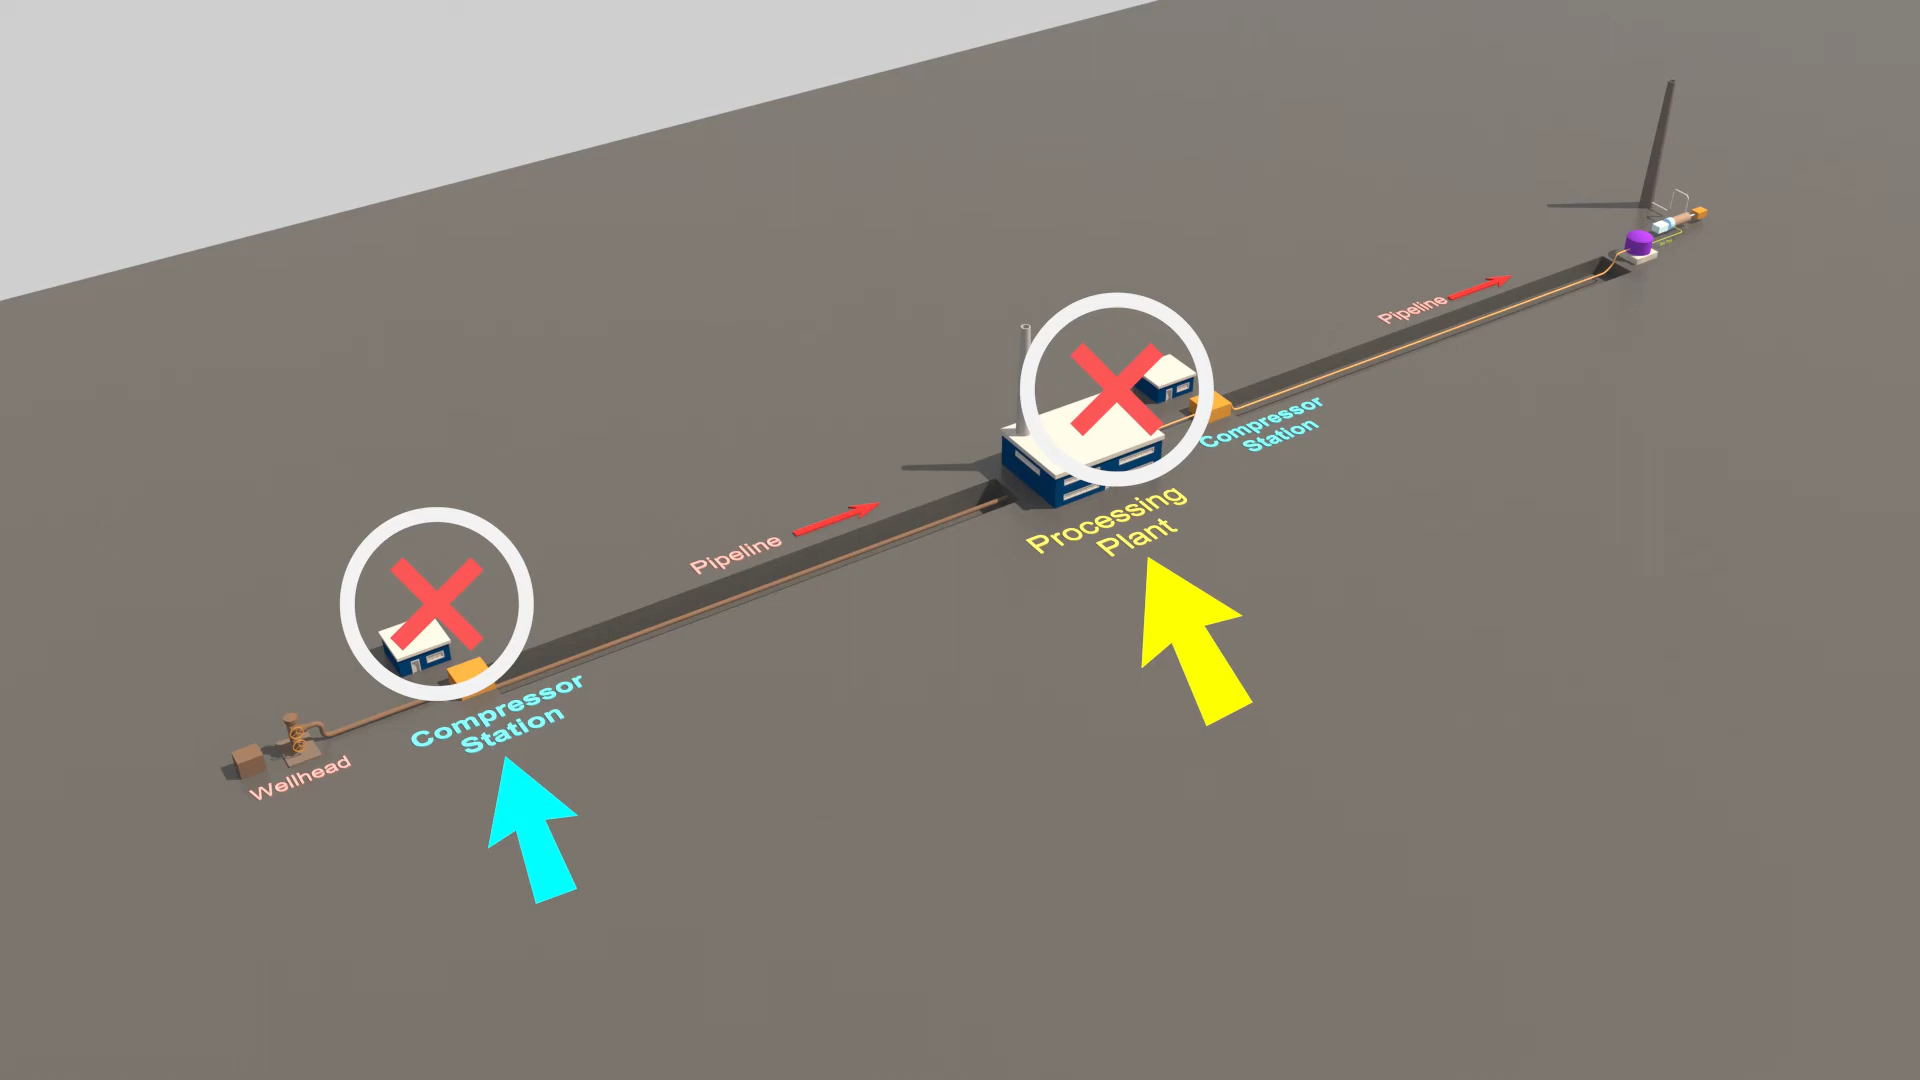 Pipeline
Compressor
Station
Processing
Plant
Pipeline
Compressor
Station
Wellhead